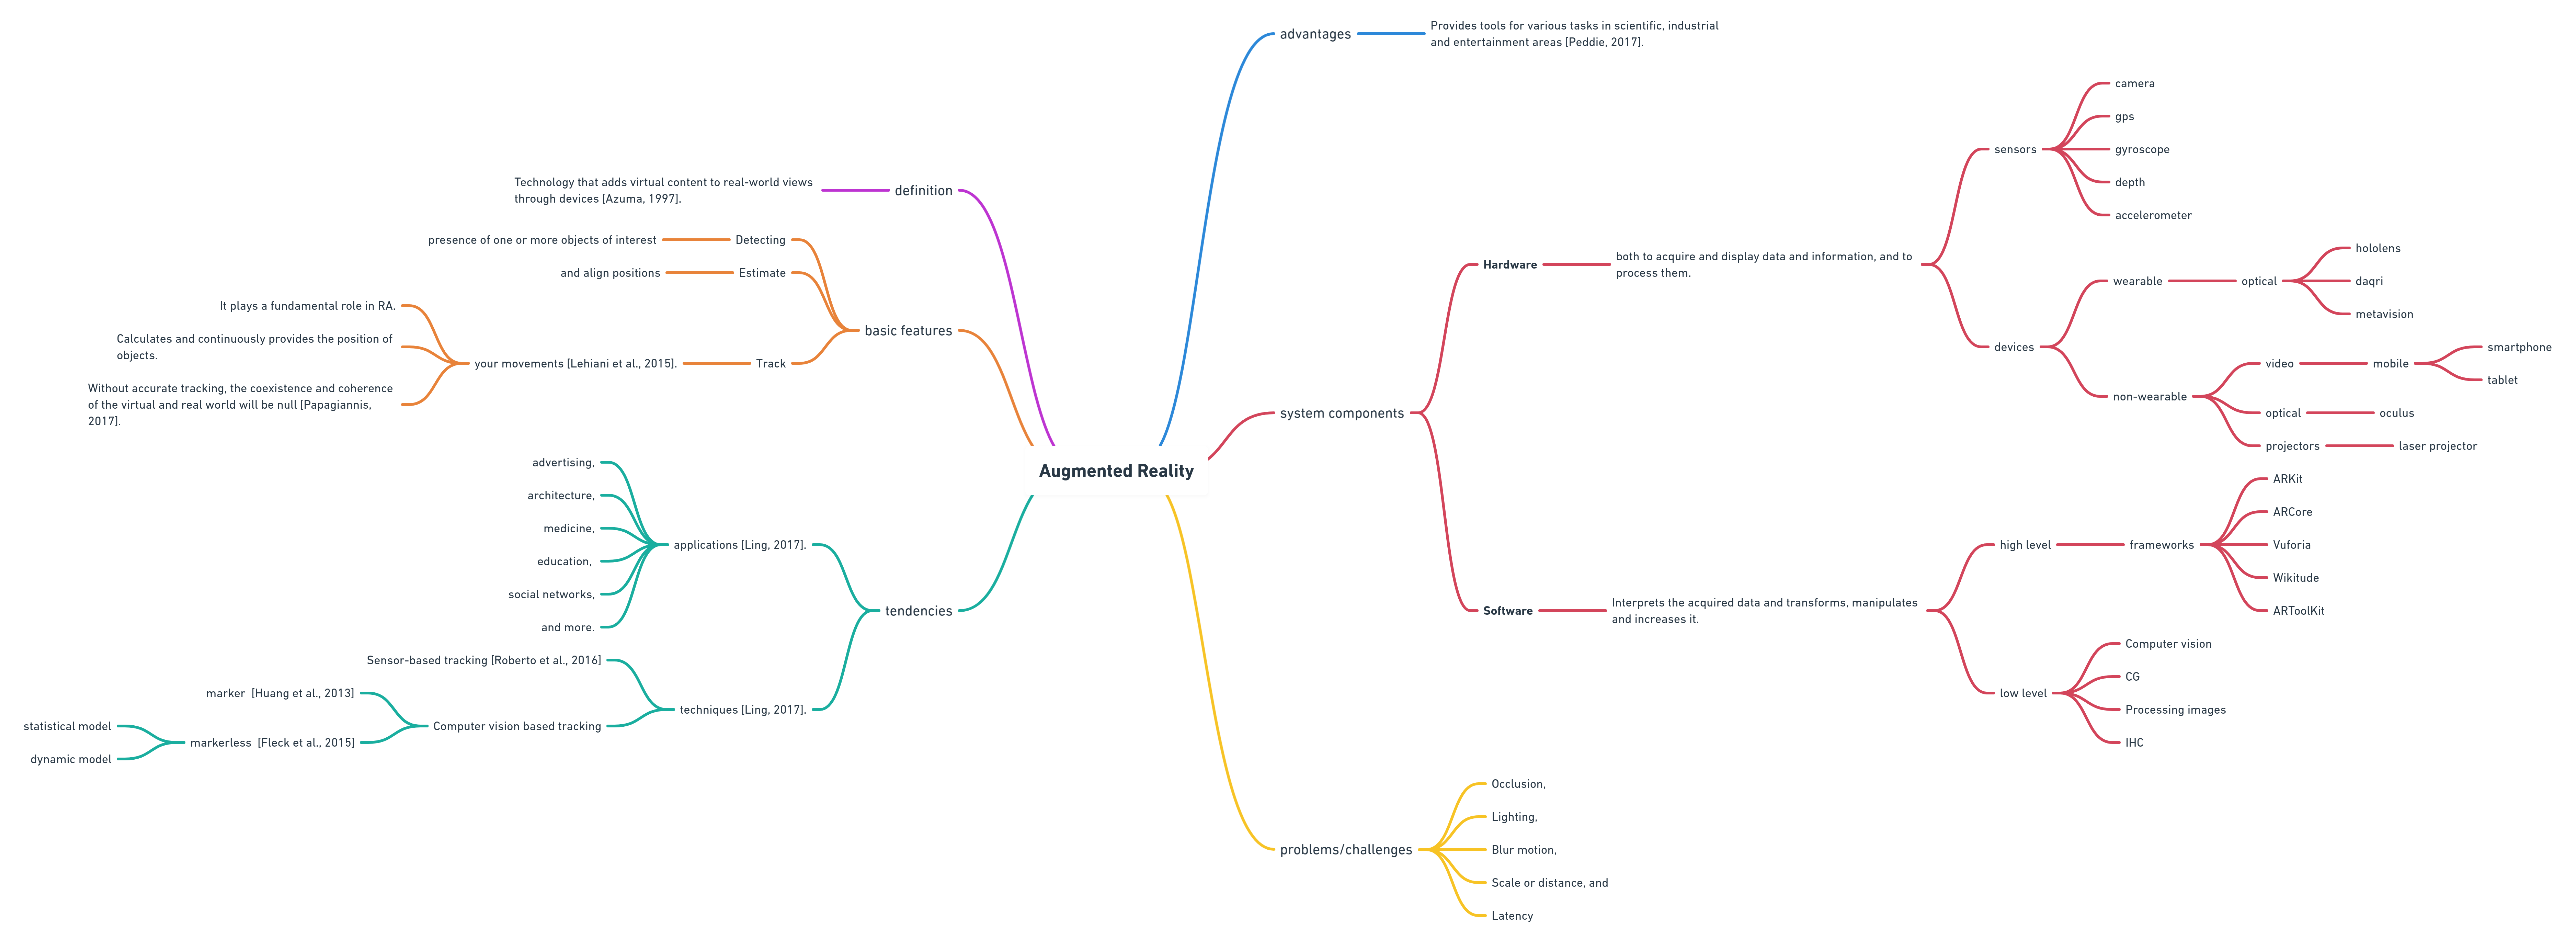 advantages
Provides tools for various tasks in scientific, industrial
and entertainment areas [Peddie, 2017].
definition
Technology that adds virtual content to real-world views
through devices [Azuma, 1997].
basic features
Detecting
presence of one or more objects of interest
Estimate
and align positions
Track
your movements [Lehiani et al., 2015].
It plays a fundamental role in RA.
Calculates and continuously provides the position of
objects.
Without accurate tracking, the coexistence and coherence
of the virtual and real world will be null [Papagiannis,
2017].
Augmented Reality
tendencies
applications [Ling, 2017].
advertising,
architecture,
medicine,
education,
social networks,
and more.
techniques [Ling, 2017].
Sensor-based tracking [Roberto et al., 2016]
Computer vision based tracking
marker [Huang et al., 2013]
markerless [Fleck et al., 2015]
statistical model
dynamic model
system components
Hardware
both to acquire and display data and information, and to
process them.
sensors
camera
gps
gyroscope
depth
accelerometer
devices
wearable
optical
hololens
daqri
metavision
non-wearable
video
mobile
smartphone
tablet
optical
oculus
projectors
laser projector
Software
Interprets the acquired data and transforms, manipulates
and increases it.
high level
frameworks
ARKit
ARCore
Vuforia
Wikitude
ARToolKit
low level
Computer vision
CG
Processing images
IHC
problems/challenges
Occlusion,
Lighting,
Blur motion,
Scale or distance, and
Latency